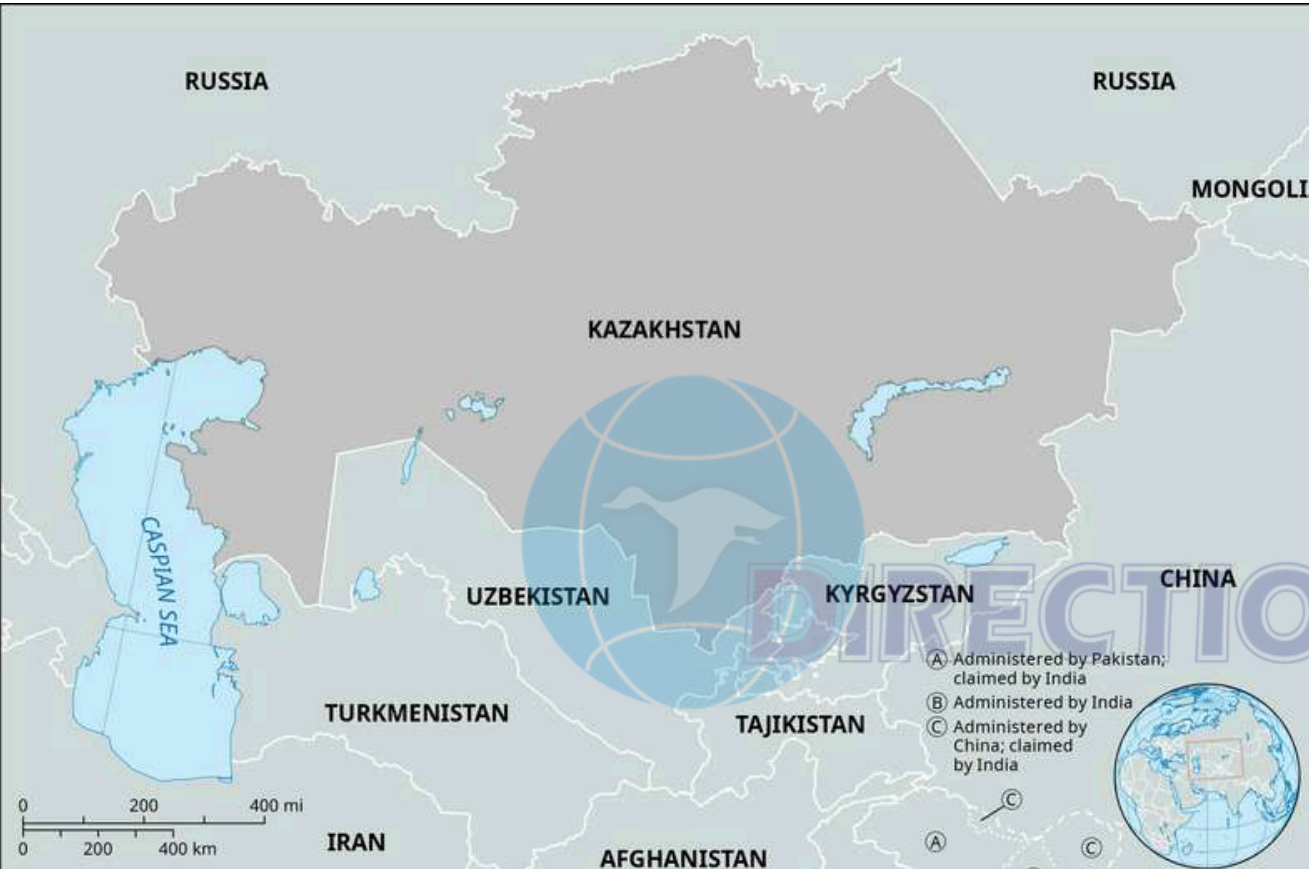 RUSSIA
RUSSIA
MONGOLI
KAZAKHSTAN
CASPIAN SEA
UZBEKISTAN
KYRGYZSTAN
CHINA
DIRECTIO
Ⓐ Administered by Pakistan;
claimed by India
Ⓑ Administered by India
Ⓒ Administered by
China; claimed
by India
TURKMENISTAN
TAJIKISTAN
0 200 400 mi
0 200 400 km
IRAN
AFGHANISTAN
Ⓒ
Ⓐ
Ⓒ